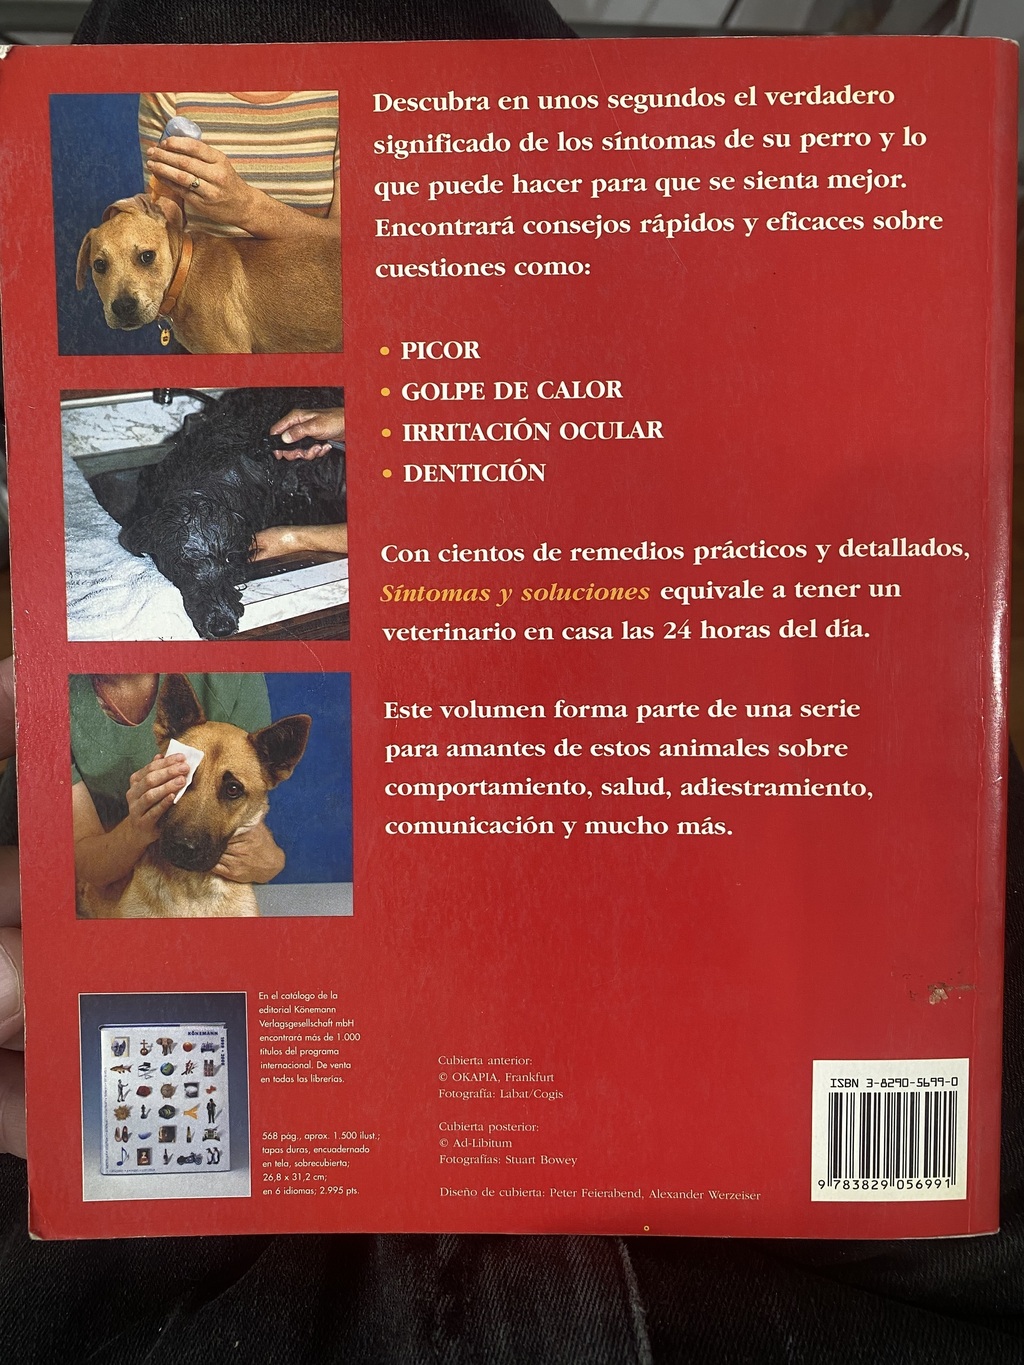 Descubra en unos segundos el verdadero
significado de los síntomas de su perro y lo
que puede hacer para que se sienta mejor.
Encontrará consejos rápidos y eficaces sobre
cuestiones como:
• PICOR
• GOLPE DE CALOR
• IRRITACIÓN OCULAR
• DENTICIÓN
Con cientos de remedios prácticos y detallados,
Síntomas y soluciones equivale a tener un
veterinario en casa las 24 horas del día.
Este volumen forma parte de una serie
para amantes de estos animales sobre
comportamiento, salud, adiestramiento,
comunicación y mucho más.
En el catálogo de la
editorial Könemann
Verlagsgesellschaft mbH
encontrará más de 1.000
títulos del programa
internacional. De venta
en todas las librerías.
KÖNEMANN
568 pág., aprox. 1.500 ilust.;
tapas duras, encuadernado
en tela, sobrecubierta;
26,8 x 31,2 cm;
en 6 idiomas; 2.995 pts.
Cubierta anterior:
© OKAPIA, Frankfurt
Fotografía: Labat/Cogis
Cubierta posterior:
© Ad-Libitum
Fotografías: Stuart Bowey
Diseño de cubierta: Peter Feierabend, Alexander Werzeiser
ISBN 3-8290-5699-0
9 783829 056991